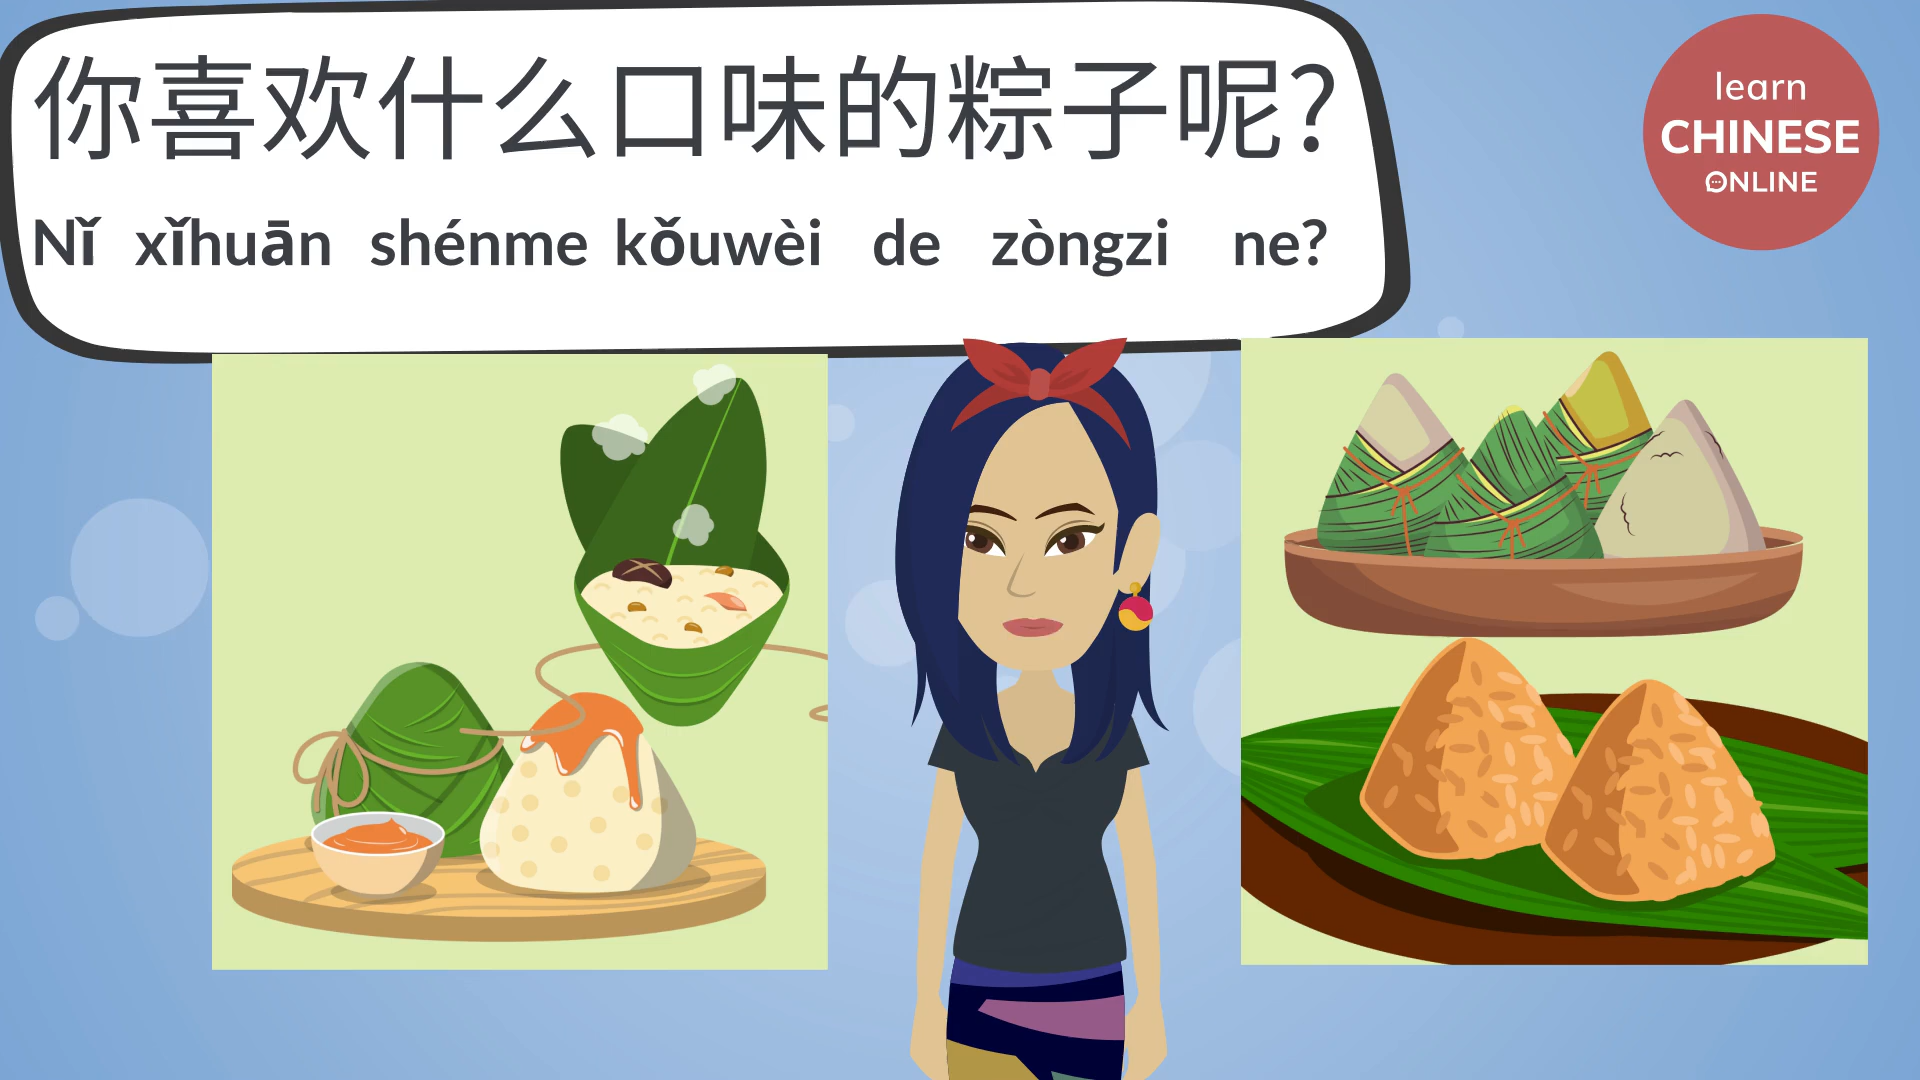 你喜欢什么口味的粽子呢？
Nǐ xǐhuān shénme kǒuwèi de zòngzi ne?
learn
CHINESE
ONLINE